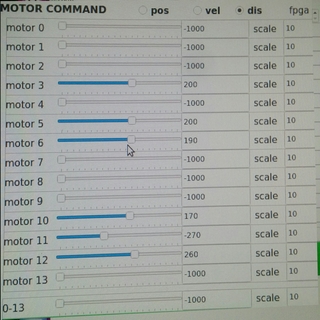 MOTOR COMMAND pos vel dis fpga
motor 0 -1000 scale 10
motor 1 -1000 scale 10
motor 2 -1000 scale 10
motor 3 200 scale 10
motor 4 -1000 scale 10
motor 5 200 scale 10
motor 6 190 scale 10
motor 7 -1000 scale 10
motor 8 -1000 scale 10
motor 9 -1000 scale 10
motor 10 170 scale 10
motor 11 -270 scale 10
motor 12 260 scale 10
motor 13 -1000 scale 10
0-13 -1000 scale 10